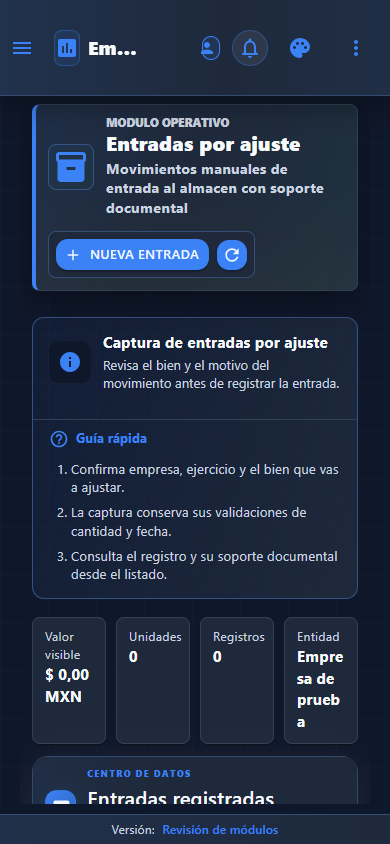 Em...
MODULO OPERATIVO
Entradas por ajuste
Movimientos manuales de
entrada al almacen con soporte
documental
NUEVA ENTRADA
Captura de entradas por ajuste
Revisa el bien y el motivo del
movimiento antes de registrar la entrada.
Guía rápida
1. Confirma empresa, ejercicio y el bien que vas
a ajustar.
2. La captura conserva sus validaciones de
cantidad y fecha.
3. Consulta el registro y su soporte documental
desde el listado.
Valor
visible
$ 0,00
MXN
Unidades
0
Registros
0
Entidad
Empre
sa de
prueb
a
CENTRO DE DATOS
Entradas registradas
Versión: Revisión de módulos